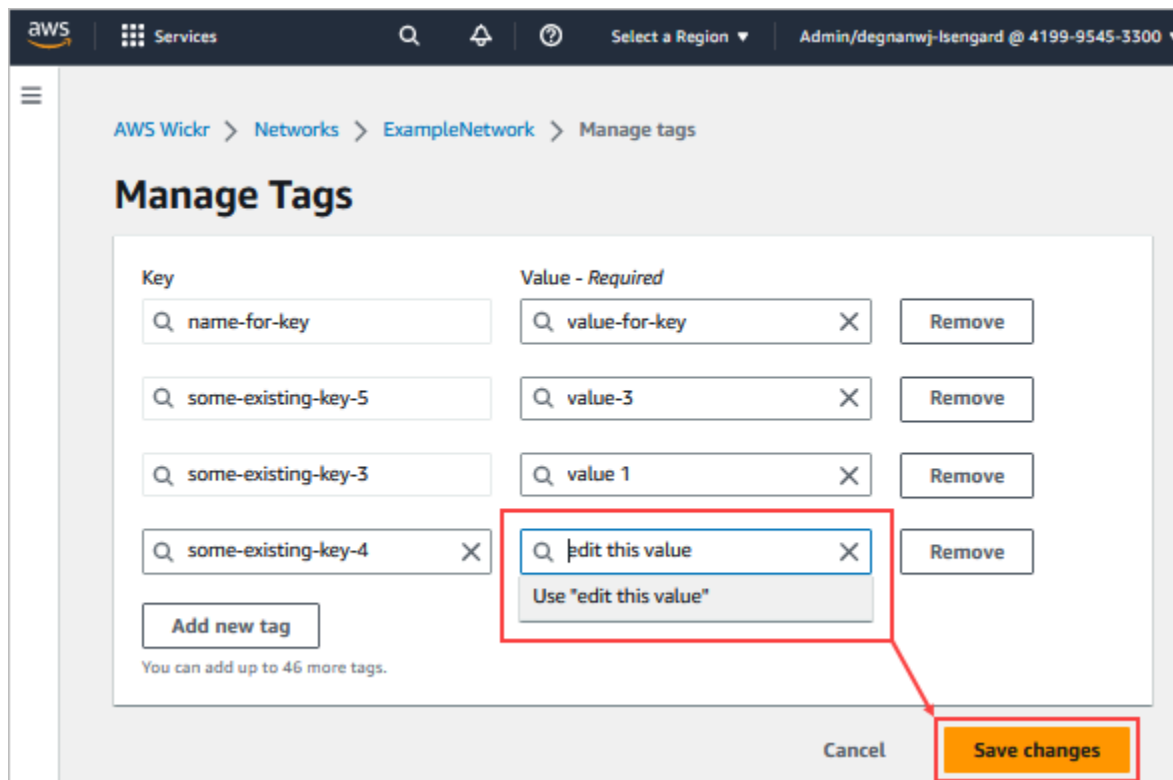 aws Services Select a Region ▼ Admin/degnanwj-Isengard @ 4199-9545-3300
AWS Wickr > Networks > ExampleNetwork > Manage tags
Manage Tags
Key Value - Required
name-for-key value-for-key Remove
some-existing-key-5 value-3 Remove
some-existing-key-3 value 1 Remove
some-existing-key-4 edit this value Remove
Use "edit this value"
Add new tag
You can add up to 46 more tags.
Cancel Save changes